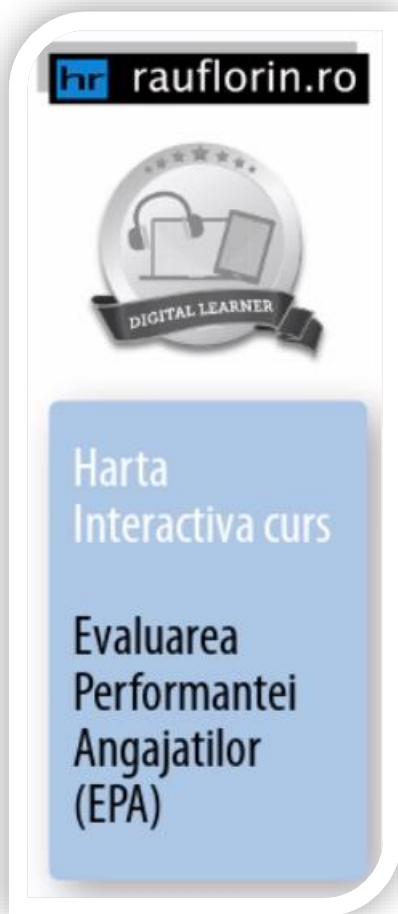 hr rauflorin.ro
DIGITAL LEARNER
Harta
Interactiva curs
Evaluarea
Performantei
Angajatilor
(EPA)